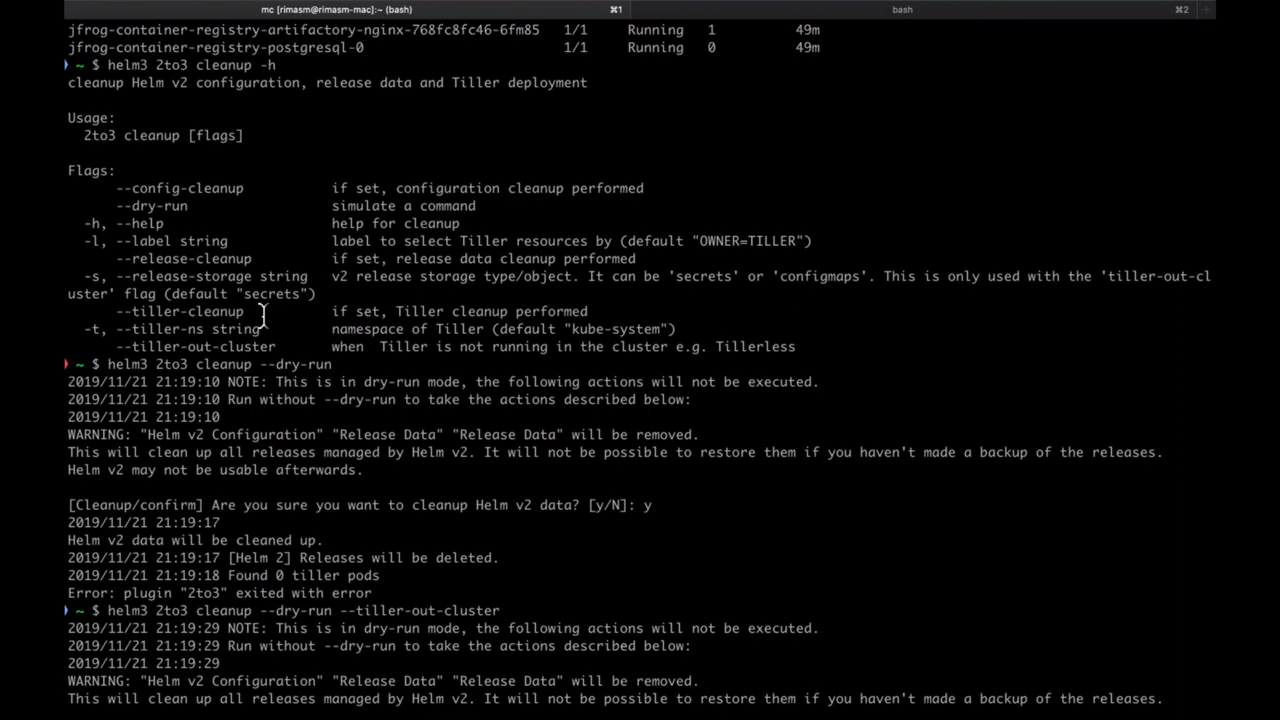 mc [rimasm@rimasm-mac]:~ (bash) ⌘1 bash ⌘2 +
jfrog-container-registry-artifactory-nginx-768fc8fc46-6fm85 1/1 Running 1 49m
jfrog-container-registry-postgresql-0 1/1 Running 0 49m
~ $ helm3 2to3 cleanup -h
cleanup Helm v2 configuration, release data and Tiller deployment
Usage:
2to3 cleanup [flags]
Flags:
--config-cleanup if set, configuration cleanup performed
--dry-run simulate a command
-h, --help help for cleanup
-l, --label string label to select Tiller resources by (default "OWNER=TILLER")
--release-cleanup if set, release data cleanup performed
-s, --release-storage string v2 release storage type/object. It can be 'secrets' or 'configmaps'. This is only used with the 'tiller-out-cl
uster' flag (default "secrets")
--tiller-cleanup if set, Tiller cleanup performed
-t, --tiller-ns string namespace of Tiller (default "kube-system")
--tiller-out-cluster when  Tiller is not running in the cluster e.g. Tillerless
~ $ helm3 2to3 cleanup --dry-run
2019/11/21 21:19:10 NOTE: This is in dry-run mode, the following actions will not be executed.
2019/11/21 21:19:10 Run without --dry-run to take the actions described below:
2019/11/21 21:19:10
WARNING: "Helm v2 Configuration" "Release Data" "Release Data" will be removed.
This will clean up all releases managed by Helm v2. It will not be possible to restore them if you haven't made a backup of the releases.
Helm v2 may not be usable afterwards.
[Cleanup/confirm] Are you sure you want to cleanup Helm v2 data? [y/N]: y
2019/11/21 21:19:17
Helm v2 data will be cleaned up.
2019/11/21 21:19:17 [Helm 2] Releases will be deleted.
2019/11/21 21:19:18 Found 0 tiller pods
Error: plugin "2to3" exited with error
~ $ helm3 2to3 cleanup --dry-run --tiller-out-cluster
2019/11/21 21:19:29 NOTE: This is in dry-run mode, the following actions will not be executed.
2019/11/21 21:19:29 Run without --dry-run to take the actions described below:
2019/11/21 21:19:29
WARNING: "Helm v2 Configuration" "Release Data" "Release Data" will be removed.
This will clean up all releases managed by Helm v2. It will not be possible to restore them if you haven't made a backup of the releases.